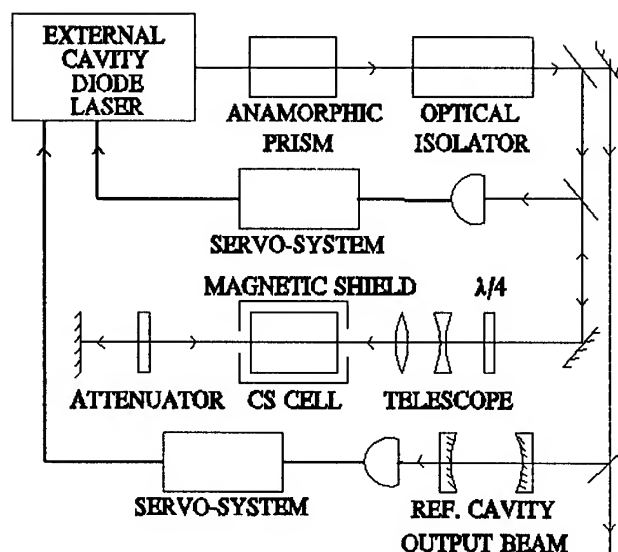 EXTERNAL
CAVITY
DIODE
LASER
ANAMORPHIC
PRISM
OPTICAL
ISOLATOR
SERVO-SYSTEM
MAGNETIC SHIELD
λ/4
ATTENUATOR
CS CELL
TELESCOPE
SERVO-SYSTEM
REF. CAVITY
OUTPUT BEAM